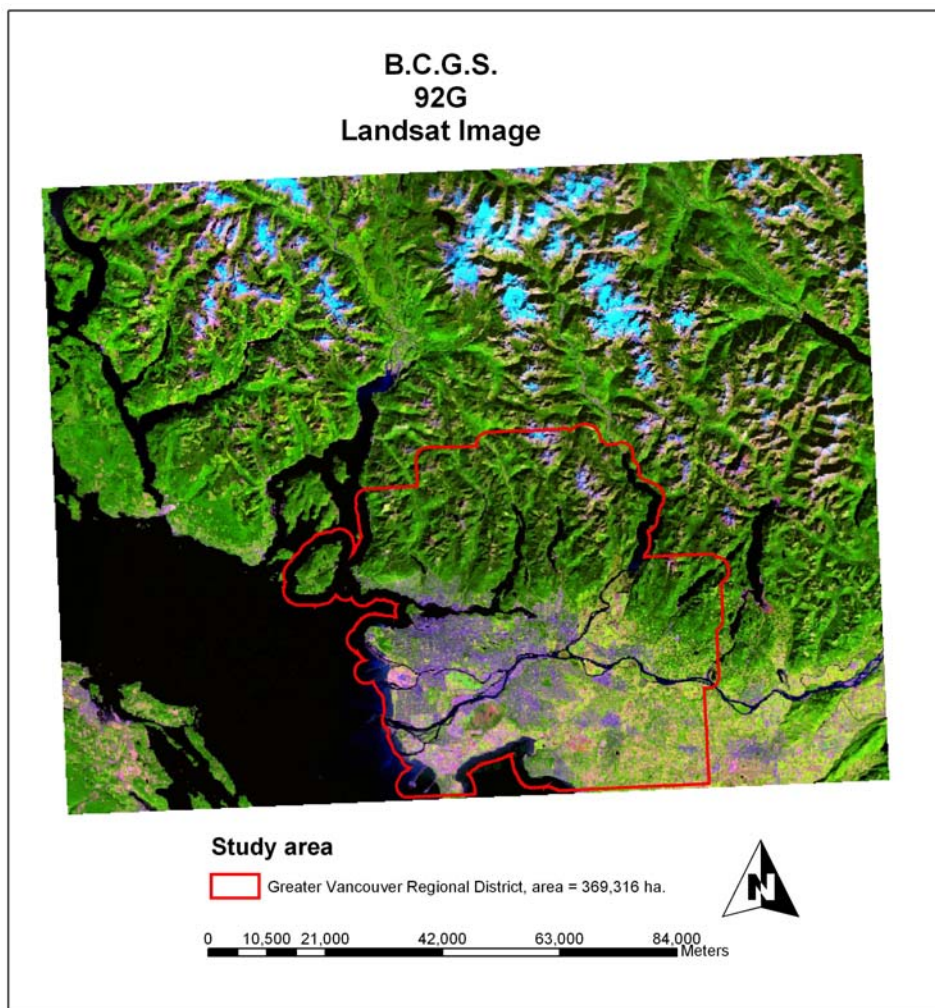 B.C.G.S.
92G
Landsat Image
Study area
Greater Vancouver Regional District, area = 369,316 ha.
N
0 10,500 21,000 42,000 63,000 84,000
Meters